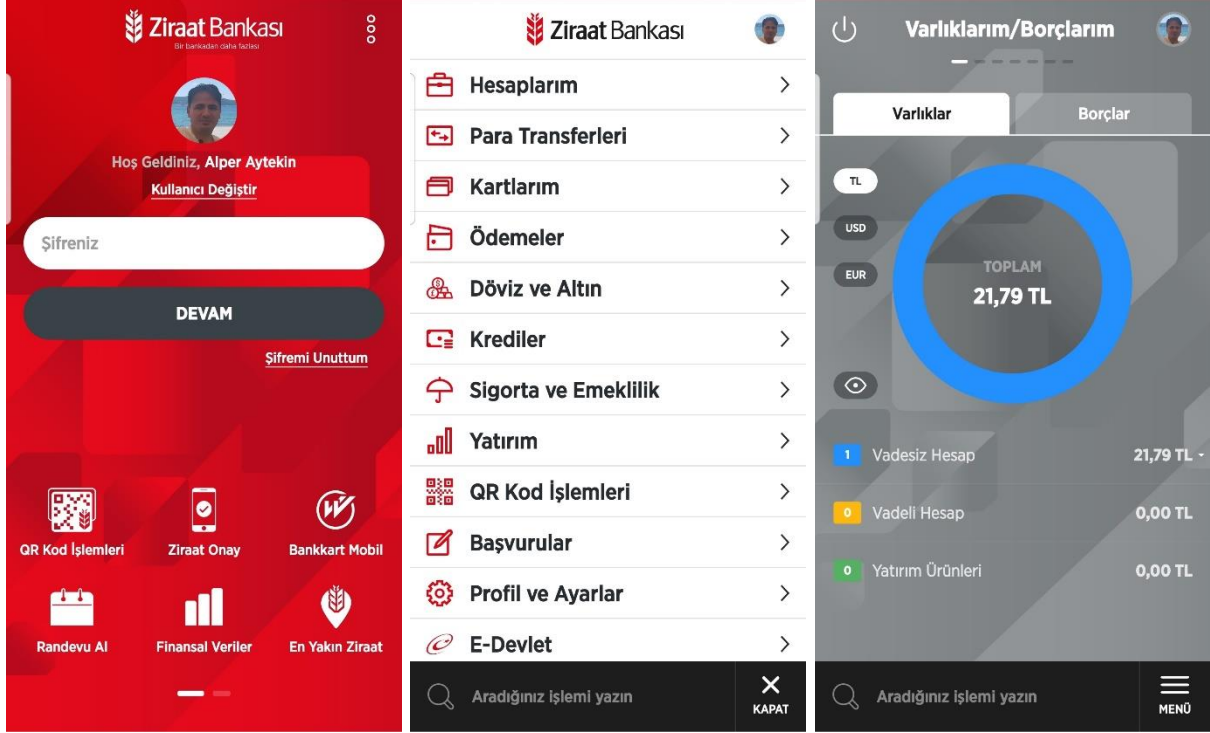 Ziraat Bankası
Bir bankadan daha fazlası
Hoş Geldiniz, Alper Aytekin
Kullanıcı Değiştir
Şifreniz
DEVAM
Şifremi Unuttum
QR Kod İşlemleri
Ziraat Onay
Bankkart Mobil
Randevu Al
Finansal Veriler
En Yakın Ziraat
Ziraat Bankası
Hesaplarım
Para Transferleri
Kartlarım
Ödemeler
Döviz ve Altın
Krediler
Sigorta ve Emeklilik
Yatırım
QR Kod İşlemleri
Başvurular
Profil ve Ayarlar
E-Devlet
Aradığınız işlemi yazın
KAPAT
Varlıklarım/Borçlarım
Varlıklar
Borçlar
TL
USD
EUR
TOPLAM
21,79 TL
1 Vadesiz Hesap 21,79 TL
0 Vadeli Hesap 0,00 TL
0 Yatırım Ürünleri 0,00 TL
Aradığınız işlemi yazın
MENÜ